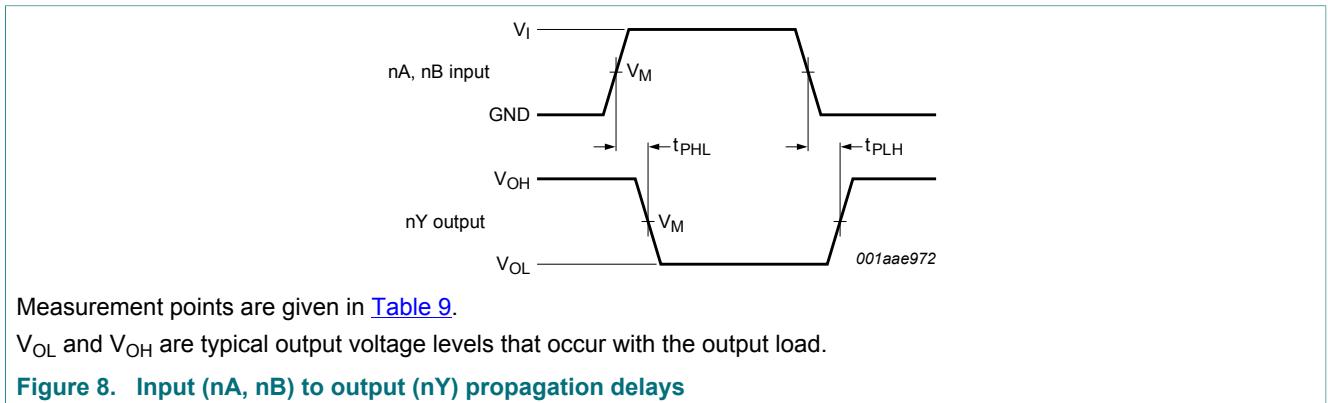 V_I
nA, nB input
V_M
GND
t_PHL
t_PLH
V_OH
nY output
V_M
V_OL
001aae972
Measurement points are given in Table 9.
V_OL and V_OH are typical output voltage levels that occur with the output load.
Figure 8. Input (nA, nB) to output (nY) propagation delays